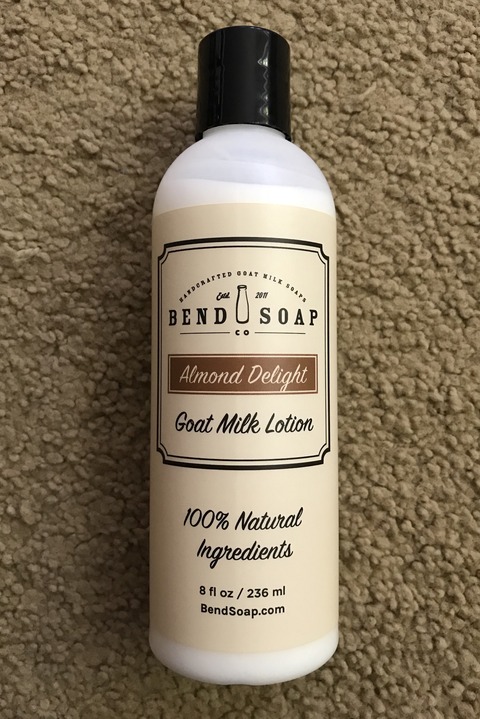 HANDCRAFTED GOAT MILK SOAPS
Estd. 2011
BEND SOAP
CO
Almond Delight
Goat Milk Lotion
100% Natural
Ingredients
8 fl oz / 236 ml
BendSoap.com